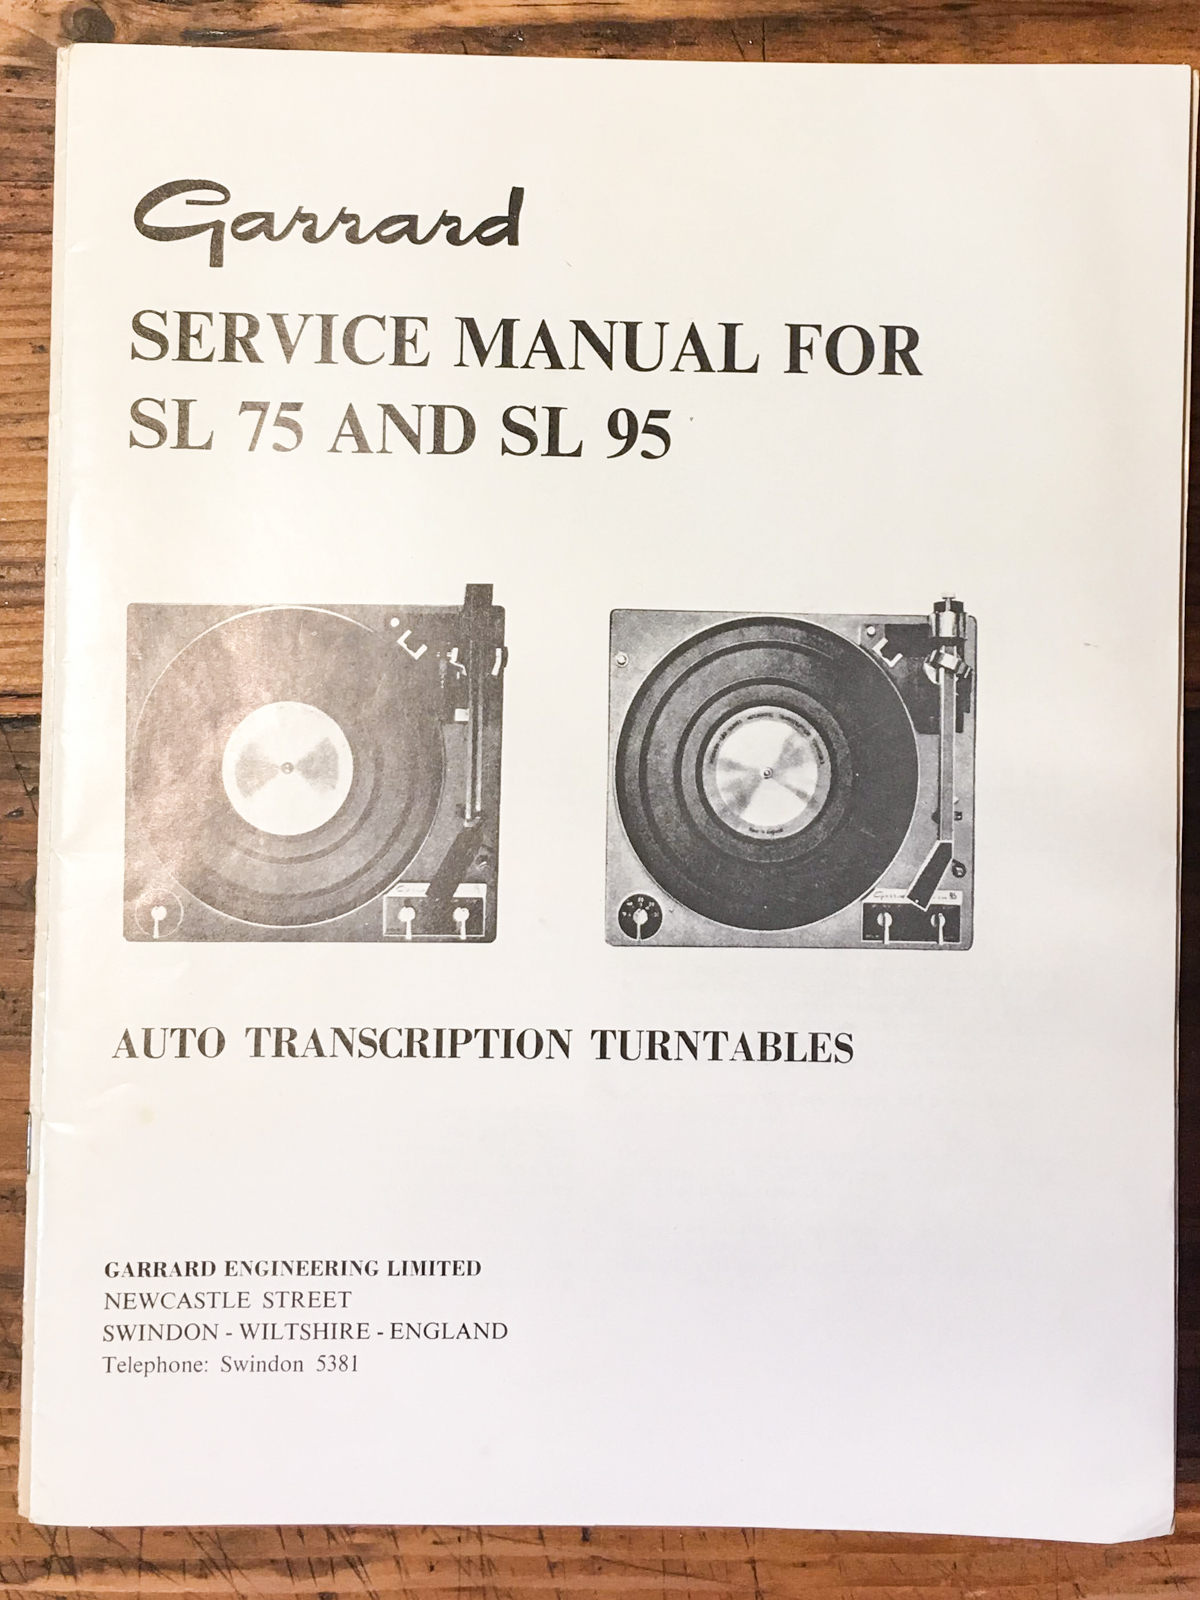 Garrard
SERVICE MANUAL FOR
SL 75 AND SL 95
AUTO TRANSCRIPTION TURNTABLES
GARRARD ENGINEERING LIMITED
NEWCASTLE STREET
SWINDON - WILTSHIRE - ENGLAND
Telephone: Swindon 5381